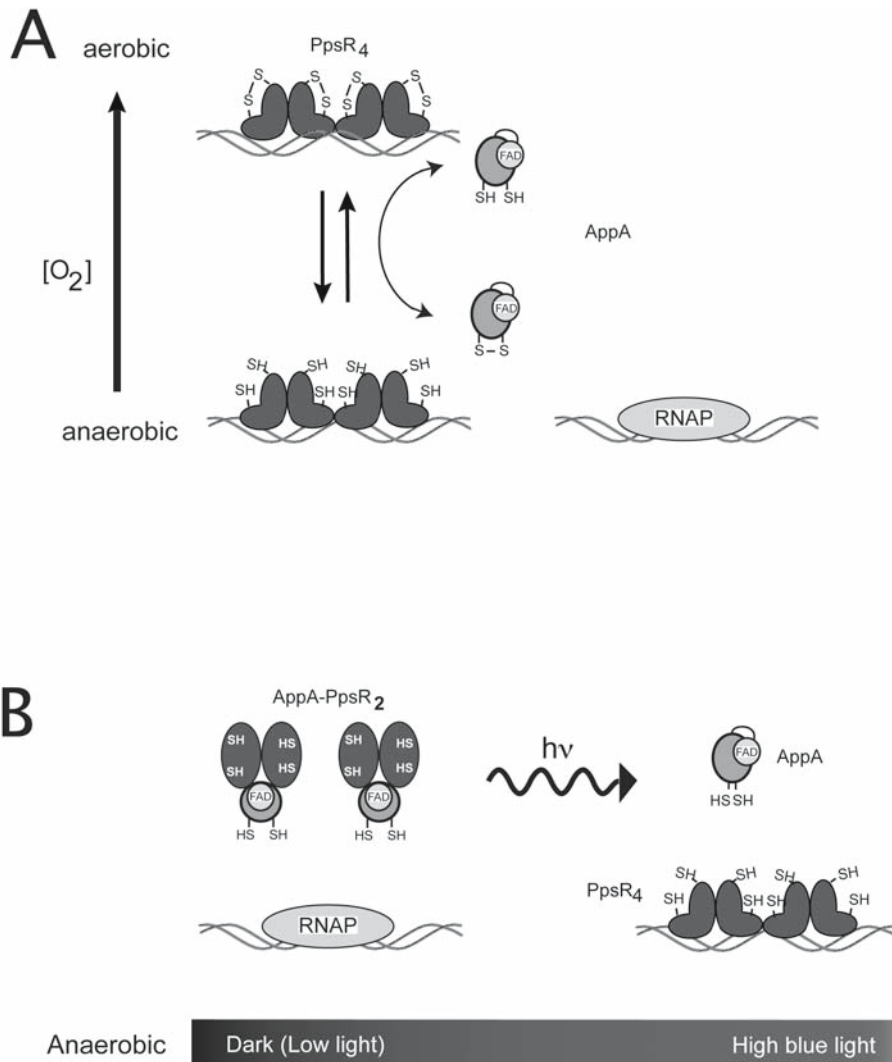 A
aerobic
PpsR4
S S S S
S S S S
FAD
SH SH
AppA
[O2]
FAD
S–S
SH SH SH SH
SH SH SH SH
anaerobic
RNAP
B
AppA-PpsR2
SH HS SH HS
SH HS SH HS
FAD FAD
HS SH HS SH
hν
FAD
AppA
HS SH
PpsR4
SH SH SH SH
SH SH SH SH
RNAP
Anaerobic
Dark (Low light)
High blue light